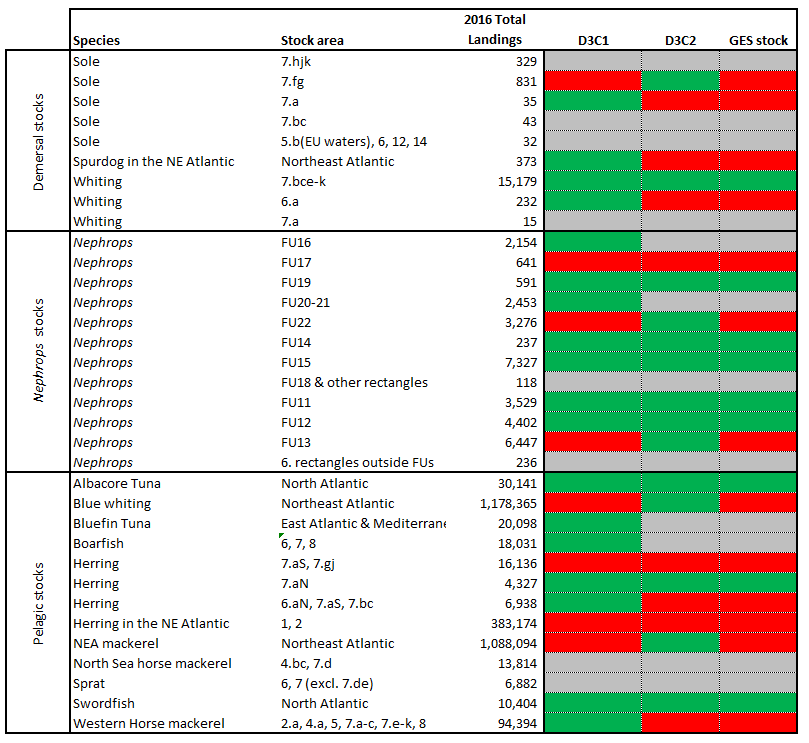 2016 Total
Species Stock area Landings D3C1 D3C2 GES stock
Demersal stocks
Sole 7.hjk 329
Sole 7.fg 831
Sole 7.a 35
Sole 7.bc 43
Sole 5.b(EU waters), 6, 12, 14 32
Spurdog in the NE Atlantic Northeast Atlantic 373
Whiting 7.bce-k 15,179
Whiting 6.a 232
Whiting 7.a 15
Nephrops stocks
Nephrops FU16 2,154
Nephrops FU17 641
Nephrops FU19 591
Nephrops FU20-21 2,453
Nephrops FU22 3,276
Nephrops FU14 237
Nephrops FU15 7,327
Nephrops FU18 & other rectangles 118
Nephrops FU11 3,529
Nephrops FU12 4,402
Nephrops FU13 6,447
Nephrops 6. rectangles outside FUs 236
Pelagic stocks
Albacore Tuna North Atlantic 30,141
Blue whiting Northeast Atlantic 1,178,365
Bluefin Tuna East Atlantic & Mediterrane 20,098
Boarfish 6, 7, 8 18,031
Herring 7.aS, 7.gj 16,136
Herring 7.aN 4,327
Herring 6.aN, 7.aS, 7.bc 6,938
Herring in the NE Atlantic 1, 2 383,174
NEA mackerel Northeast Atlantic 1,088,094
North Sea horse mackerel 4.bc, 7.d 13,814
Sprat 6, 7 (excl. 7.de) 6,882
Swordfish North Atlantic 10,404
Western Horse mackerel 2.a, 4.a, 5, 7.a-c, 7.e-k, 8 94,394